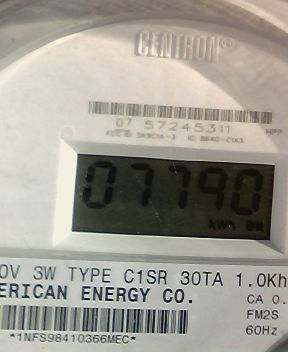 CENTRON®
07 57245311
07790
kWh
0V 3W TYPE C1SR 30TA 1.0Kh
ERICAN ENERGY CO.
CA 0.
FM2S
*1NFS98410366MEC*
60Hz